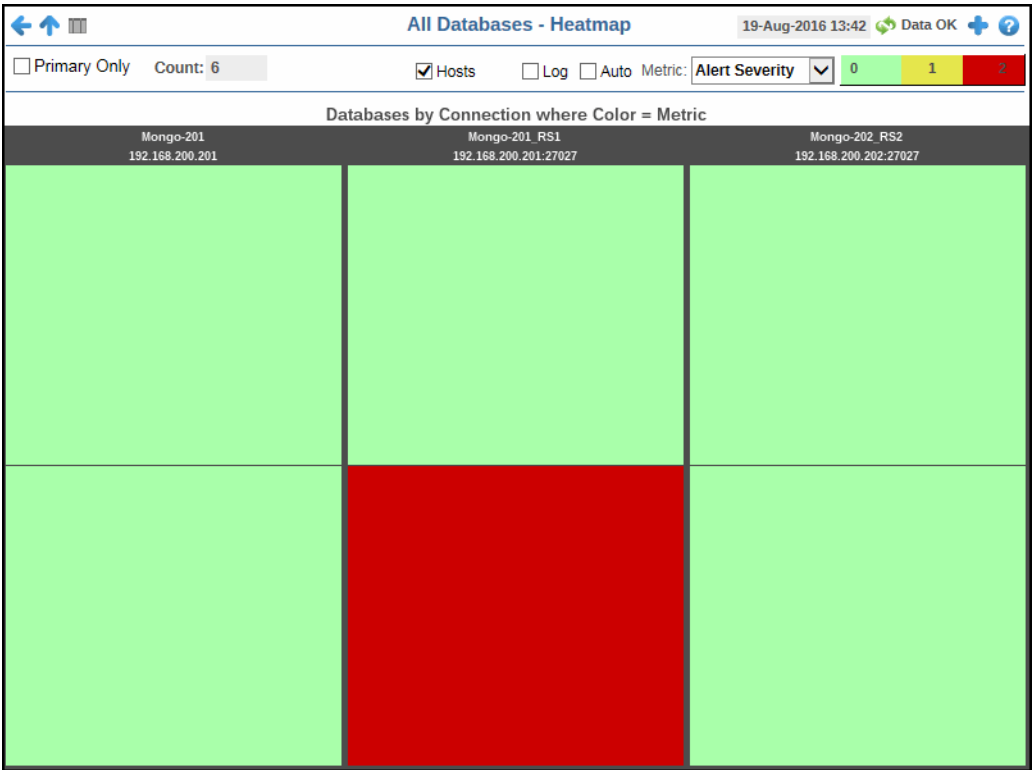 All Databases - Heatmap
19-Aug-2016 13:42 Data OK
Primary Only Count: 6 Hosts Log Auto Metric: Alert Severity 0 1 2
Databases by Connection where Color = Metric
Mongo-201 Mongo-201_RS1 Mongo-202_RS2
192.168.200.201 192.168.200.201:27027 192.168.200.202:27027